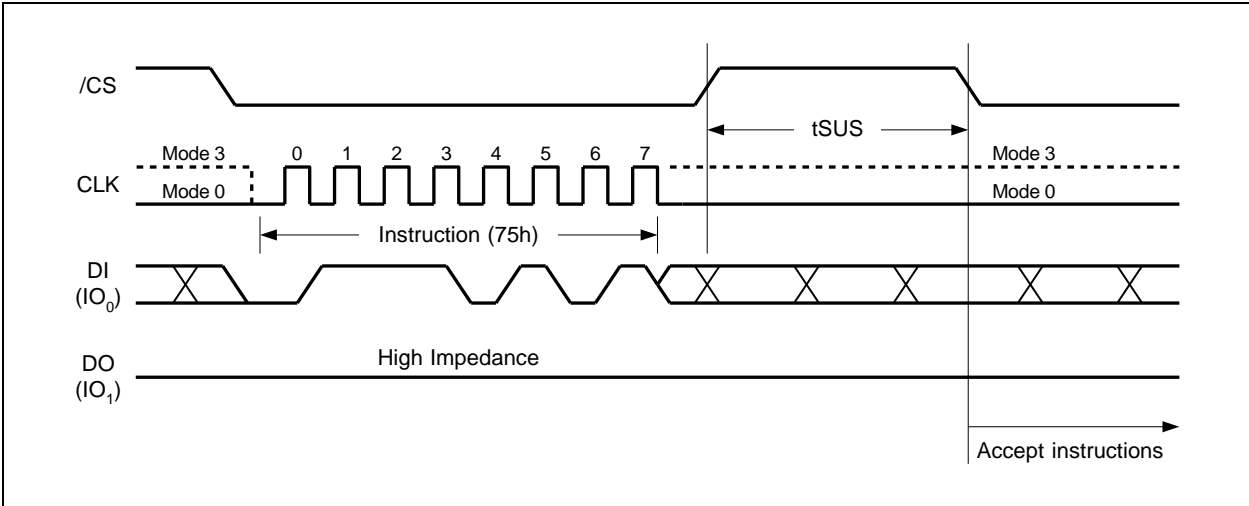 /CS
tSUS
0 1 2 3 4 5 6 7
Mode 3 Mode 3
CLK
Mode 0 Mode 0
Instruction (75h)
DI
(IO0)
High Impedance
DO
(IO1)
Accept instructions